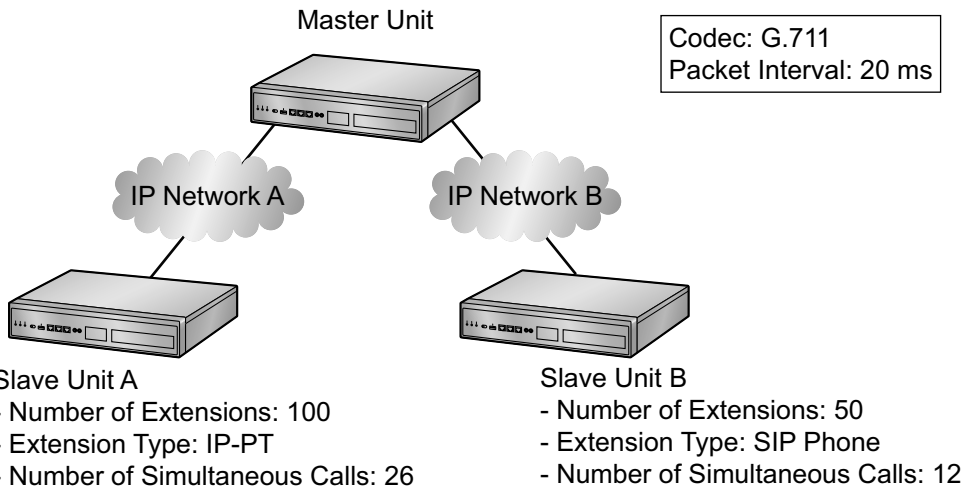 Master Unit
Codec: G.711
Packet Interval: 20 ms
IP Network A
IP Network B
Slave Unit A
- Number of Extensions: 100
- Extension Type: IP-PT
- Number of Simultaneous Calls: 26
Slave Unit B
- Number of Extensions: 50
- Extension Type: SIP Phone
- Number of Simultaneous Calls: 12